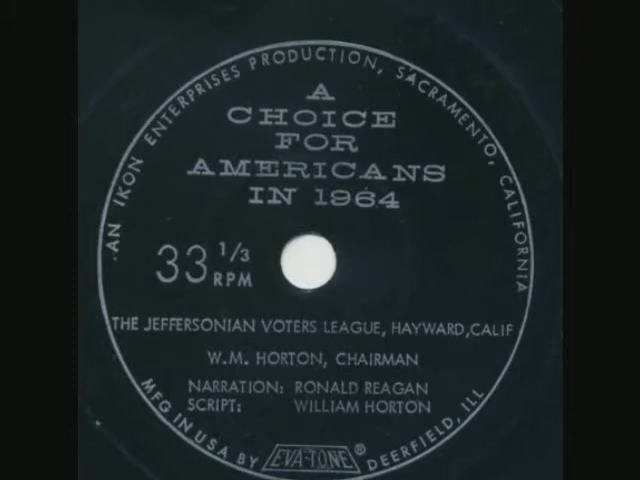 AN IKON ENTERPRISES PRODUCTION, SACRAMENTO, CALIFORNIA
A
CHOICE
FOR
AMERICANS
IN 1964
33 1/3
RPM
THE JEFFERSONIAN VOTERS LEAGUE, HAYWARD, CALIF
W.M. HORTON, CHAIRMAN
NARRATION: RONALD REAGAN
SCRIPT: WILLIAM HORTON
MFG IN USA BY EVA-TONE® DEERFIELD, ILL